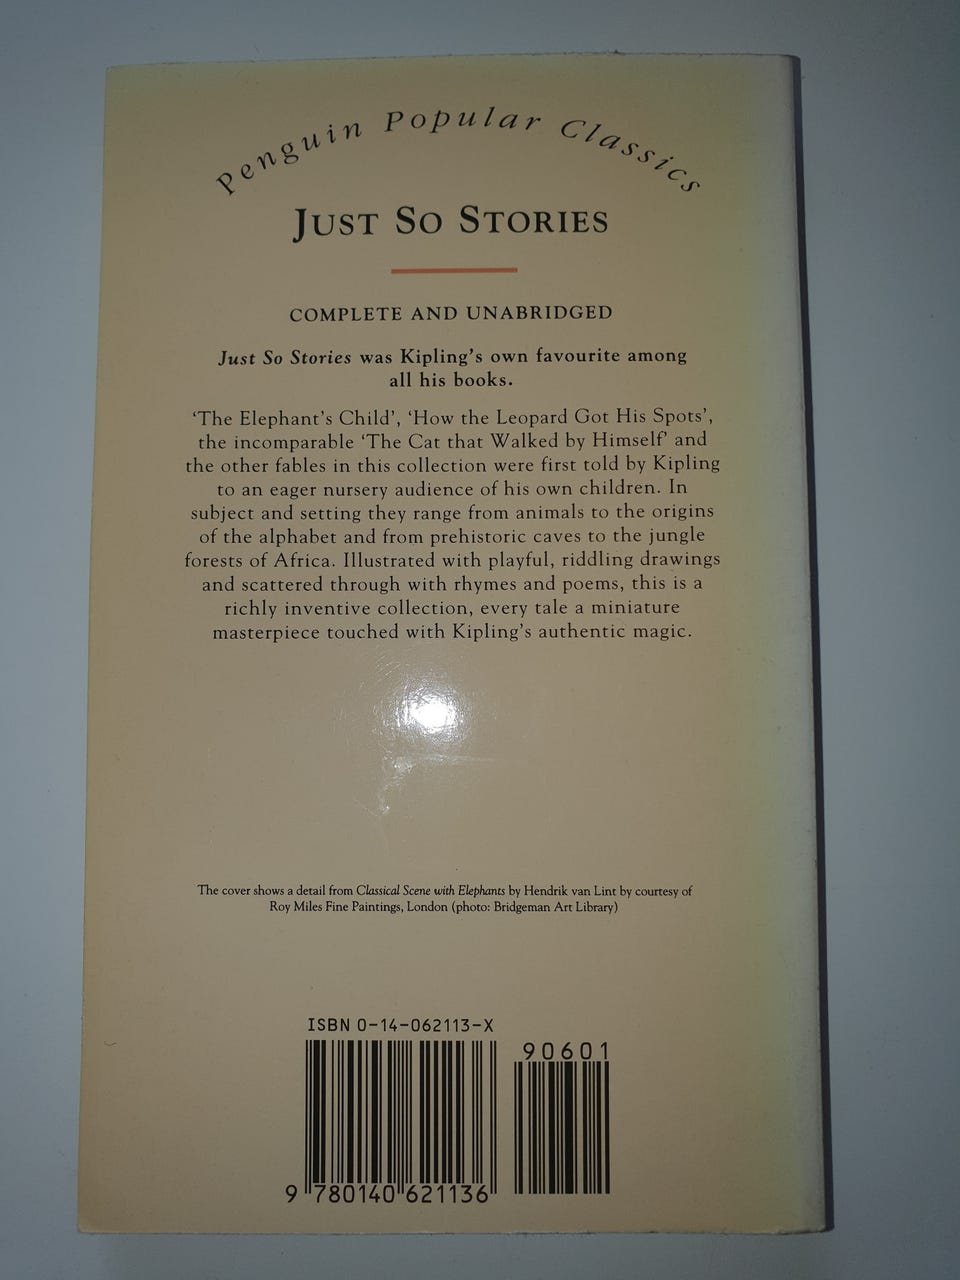 Penguin Popular Classics
JUST SO STORIES
COMPLETE AND UNABRIDGED
Just So Stories was Kipling's own favourite among
all his books.
‘The Elephant's Child’, ‘How the Leopard Got His Spots’,
the incomparable ‘The Cat that Walked by Himself’ and
the other fables in this collection were first told by Kipling
to an eager nursery audience of his own children. In
subject and setting they range from animals to the origins
of the alphabet and from prehistoric caves to the jungle
forests of Africa. Illustrated with playful, riddling drawings
and scattered through with rhymes and poems, this is a
richly inventive collection, every tale a miniature
masterpiece touched with Kipling's authentic magic.
The cover shows a detail from Classical Scene with Elephants by Hendrik van Lint by courtesy of
Roy Miles Fine Paintings, London (photo: Bridgeman Art Library)
ISBN 0-14-062113-X
90601
9 780140 621136